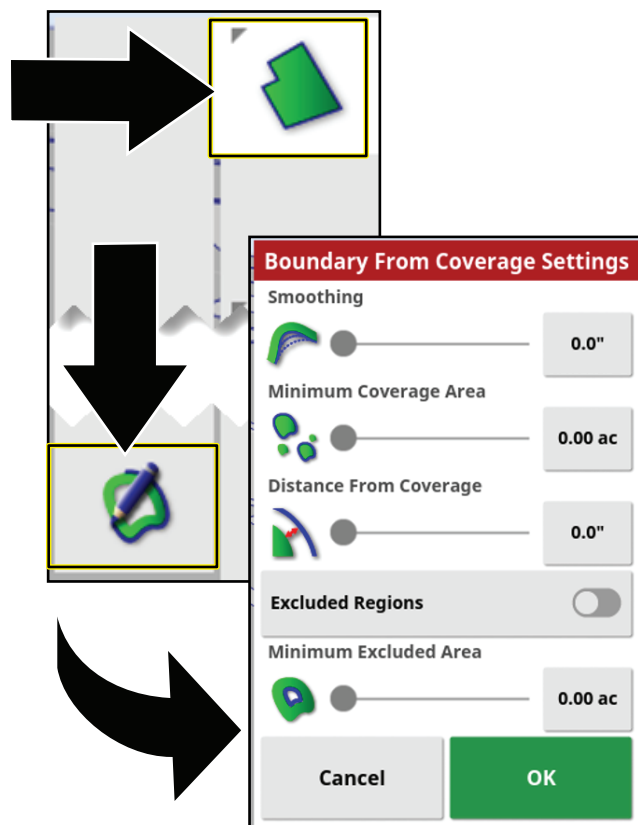 Boundary From Coverage Settings
Smoothing
0.0"
Minimum Coverage Area
0.00 ac
Distance From Coverage
0.0"
Excluded Regions
Minimum Excluded Area
0.00 ac
Cancel OK